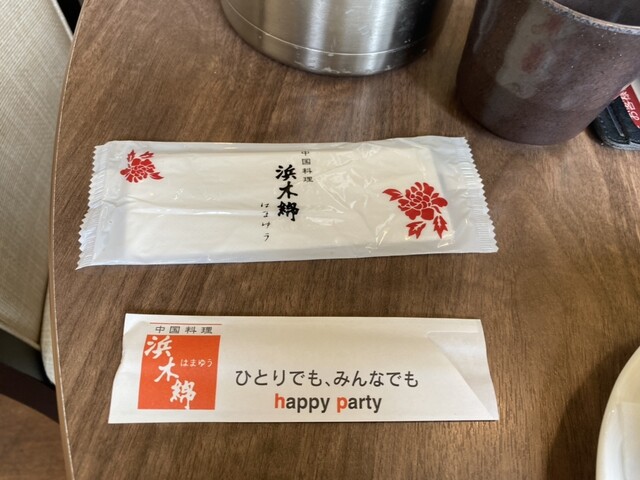 中国料理
浜木綿
はまゆう
中国料理
浜木綿
はまゆう
ひとりでも、みんなでも
happy party